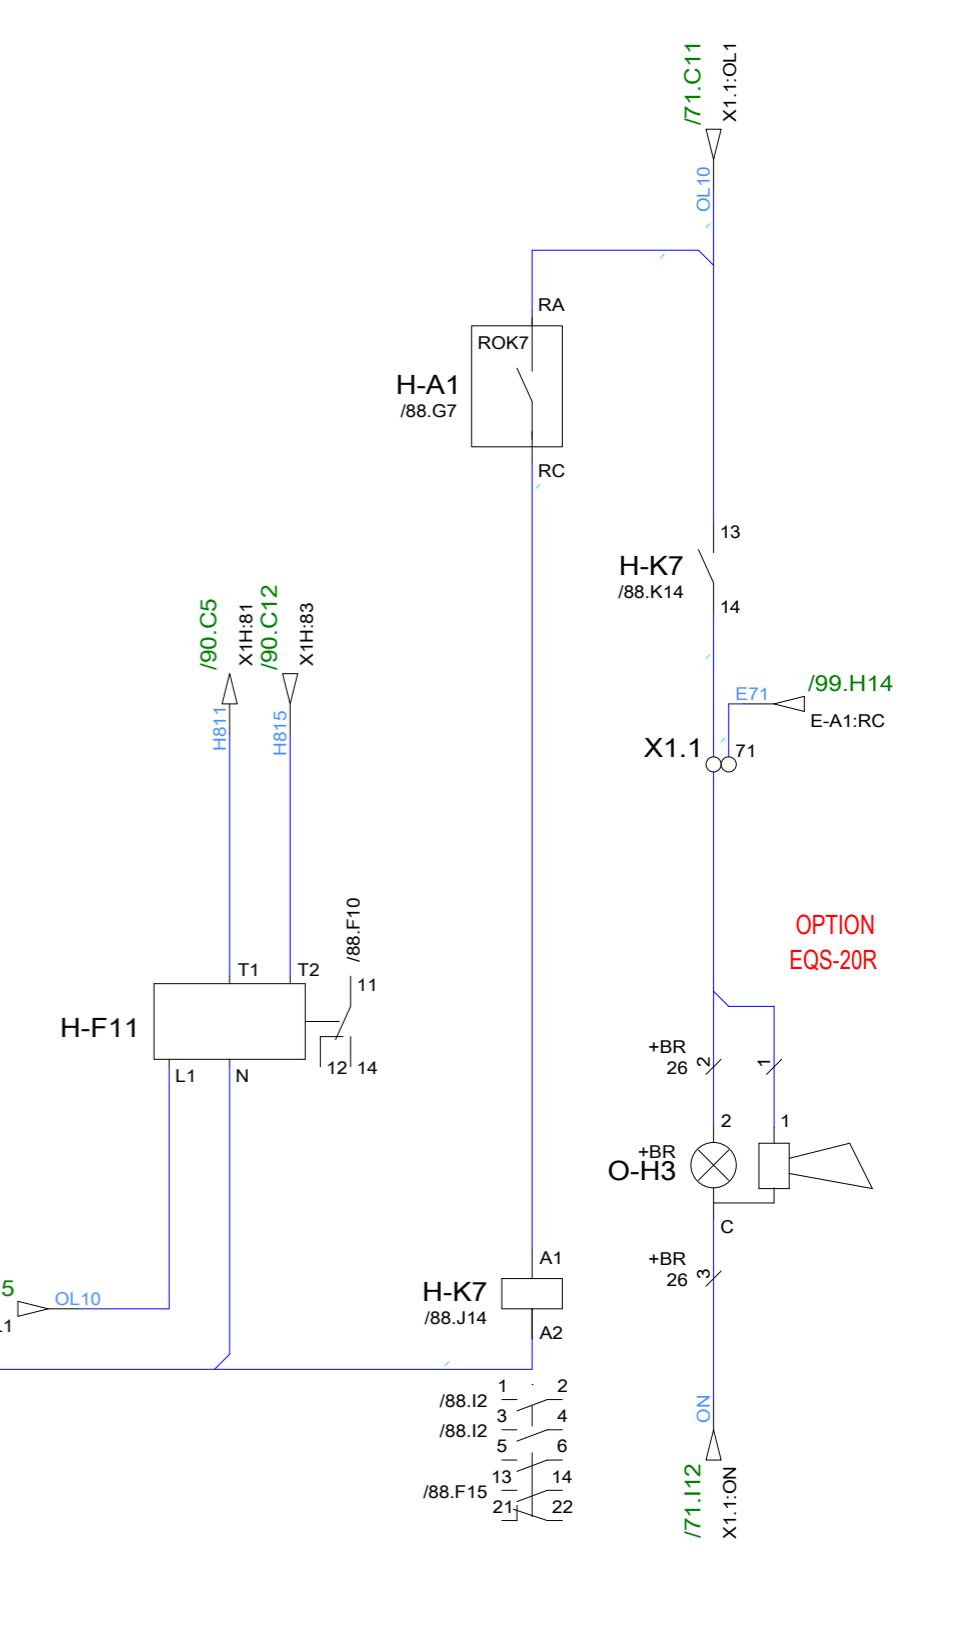 /71.C11
X1.1:OL1
OL10
RA
ROK7
H-A1
/88.G7
RC
13
H-K7
/88.K14
14
/90.C5
X1H:81
/90.C12
X1H:83
H811
H815
E71
/99.H14
E-A1:RC
X1.1
71
OPTION
EQS-20R
/88.F10
T1
T2
11
H-F11
12
14
L1
N
+BR
26
2
1
2
1
+BR
O-H3
C
+BR
26
3
5
OL10
.1
A1
H-K7
/88.J14
A2
1
2
/88.I2
3
4
/88.I2
5
6
13
14
/88.F15
21
22
ON
/71.I12
X1.1:ON